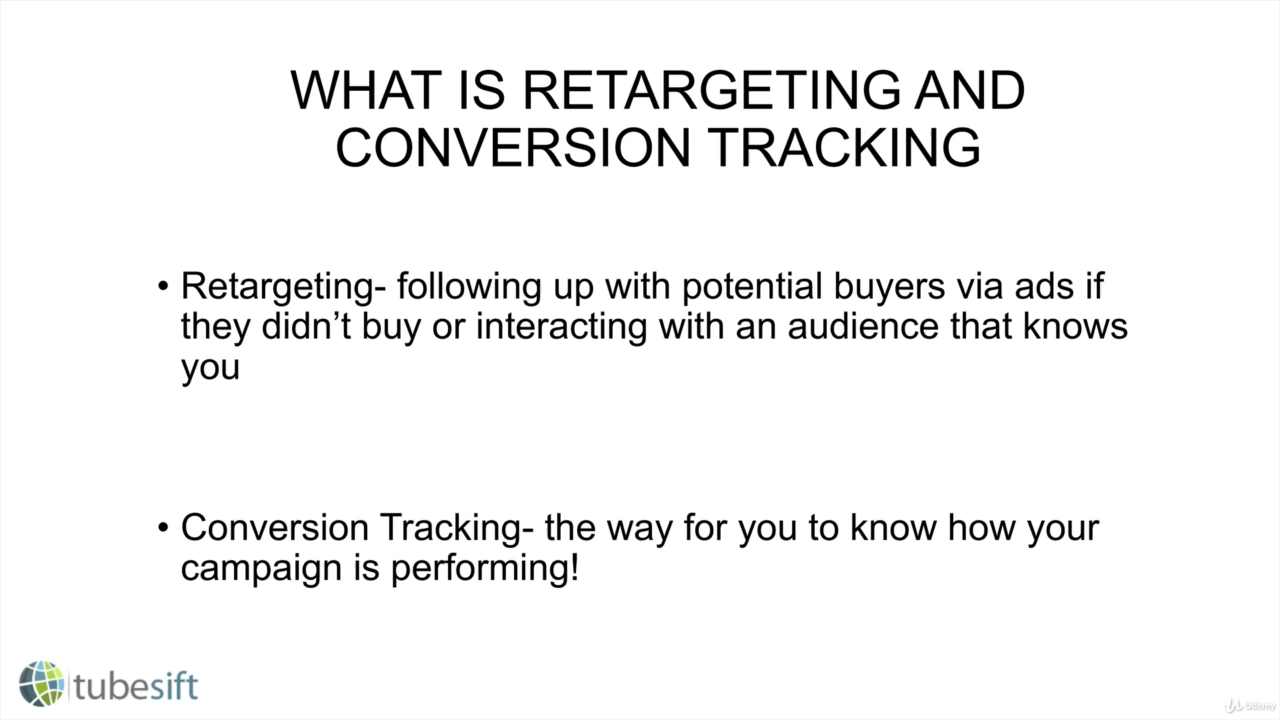 WHAT IS RETARGETING AND
CONVERSION TRACKING
• Retargeting- following up with potential buyers via ads if
they didn’t buy or interacting with an audience that knows
you
• Conversion Tracking- the way for you to know how your
campaign is performing!
tubesift
Udemy